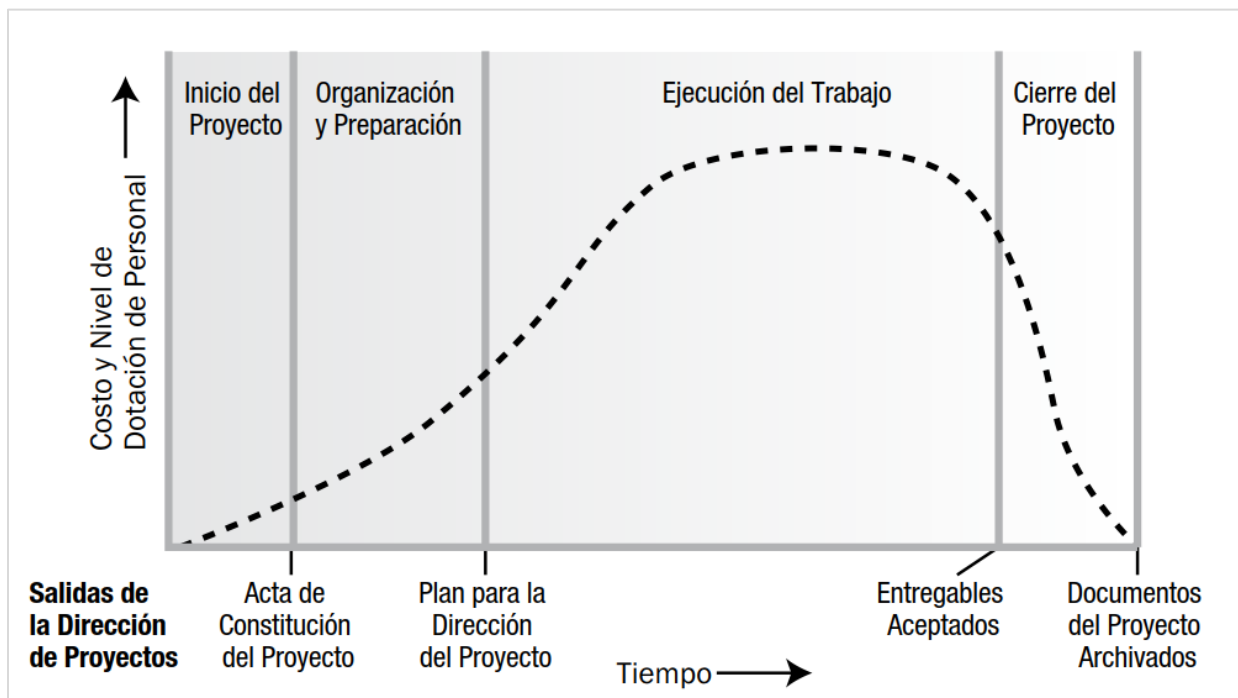 Inicio del
Proyecto
Organización
y Preparación
Ejecución del Trabajo
Cierre del
Proyecto
Costo y Nivel de
Dotación de Personal
Salidas de
la Dirección
de Proyectos
Acta de
Constitución
del Proyecto
Plan para la
Dirección
del Proyecto
Entregables
Aceptados
Documentos
del Proyecto
Archivados
Tiempo